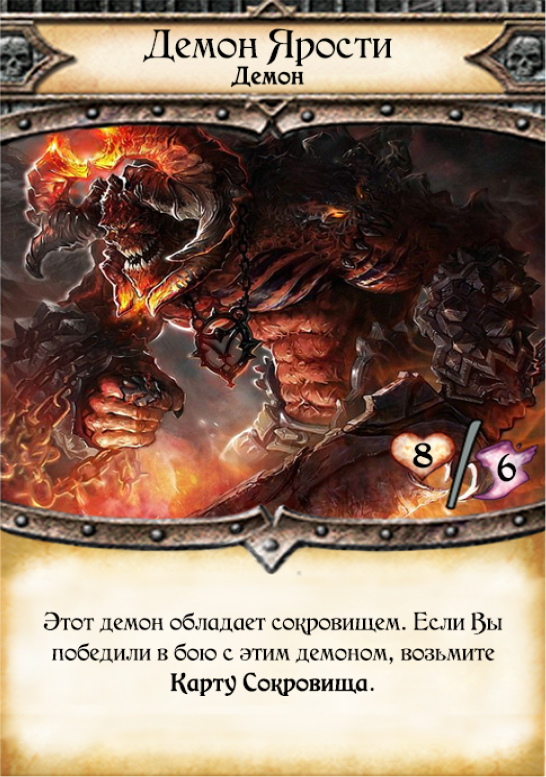 Демон Ярости
Демон
8
6
Этот демон обладает сокровищем. Если Вы
победили в бою с этим демоном, возьмите
Карту Сокровища.